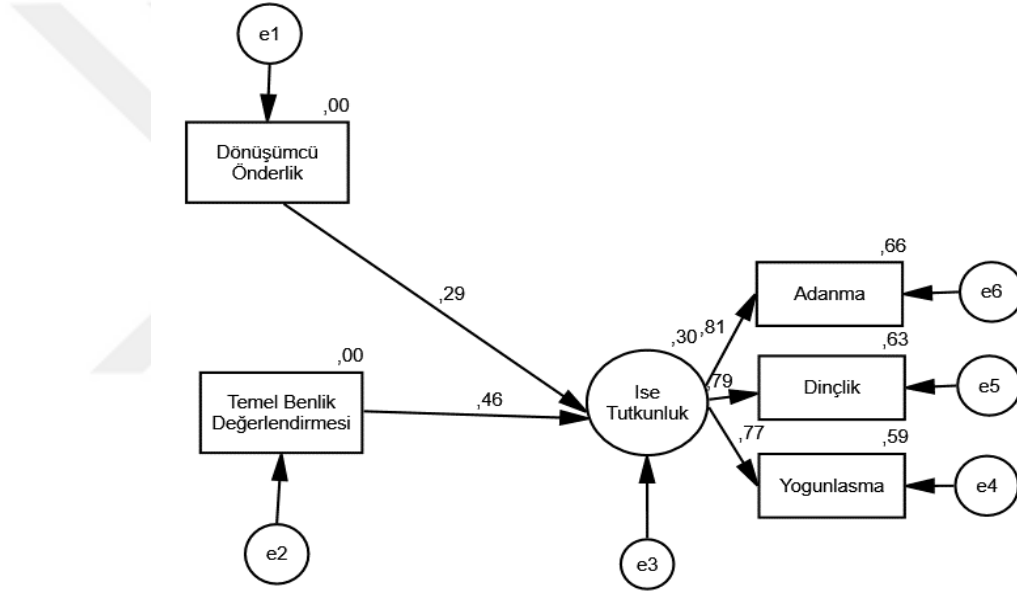 e1
,00
Dönüşümcü
Önderlik
,29
,66
Adanma
e6
,30
,81
,63
,00
Temel Benlik
Değerlendirmesi
,46
Ise
Tutkunluk
,79
Dinçlik
e5
,77
,59
Yogunlasma
e4
e2
e3